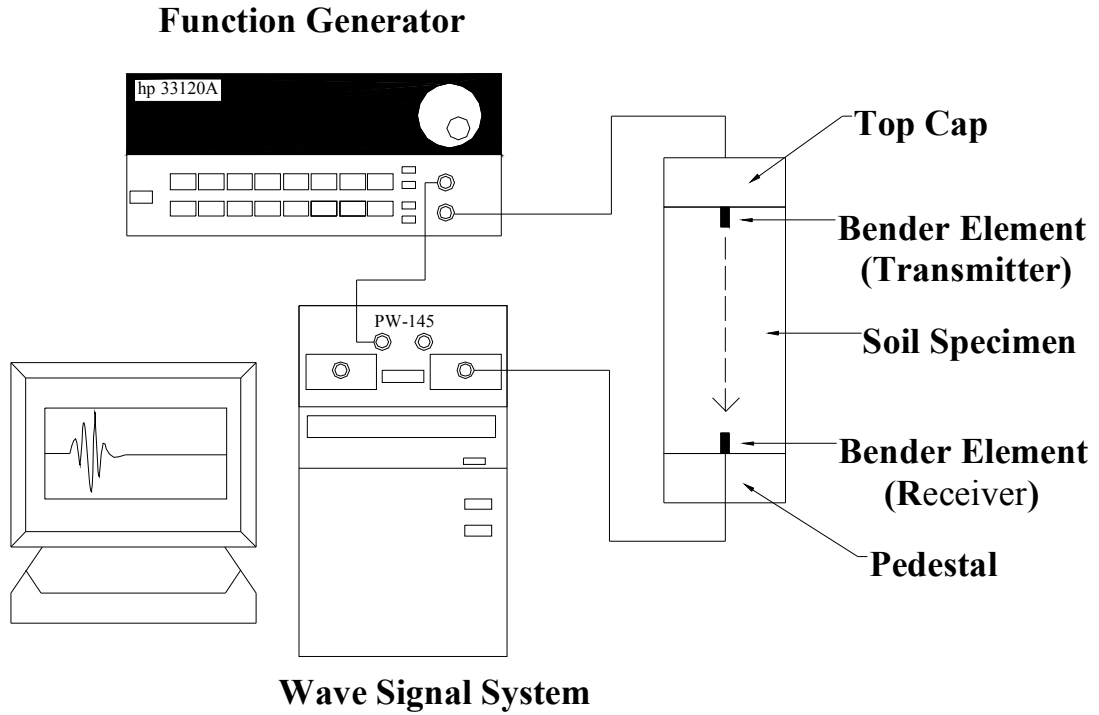 Function Generator
hp 33120A
Top Cap
Bender Element
(Transmitter)
PW-145
Soil Specimen
Bender Element
(Receiver)
Pedestal
Wave Signal System